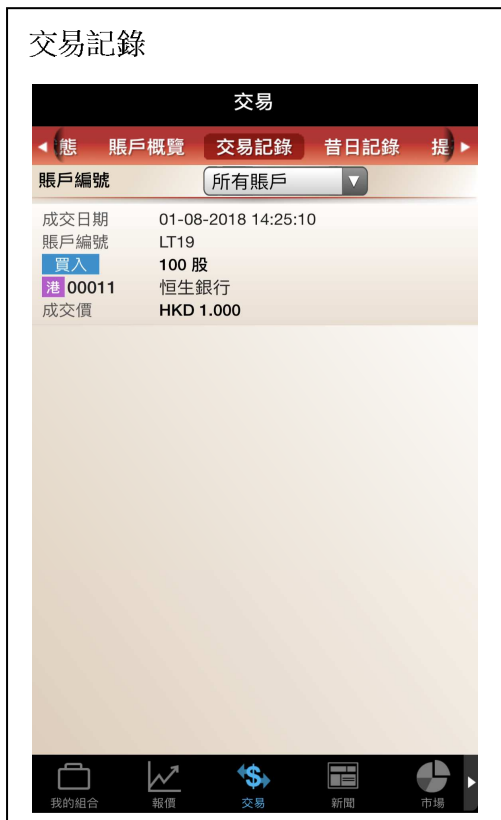 交易記錄
交易
態 賬戶概覽 交易記錄 昔日記錄 提
賬戶編號 所有賬戶
成交日期 01-08-2018 14:25:10
賬戶編號 LT19
買入 100 股
港 00011 恒生銀行
成交價 HKD 1.000
我的組合 報價 交易 新聞 市場